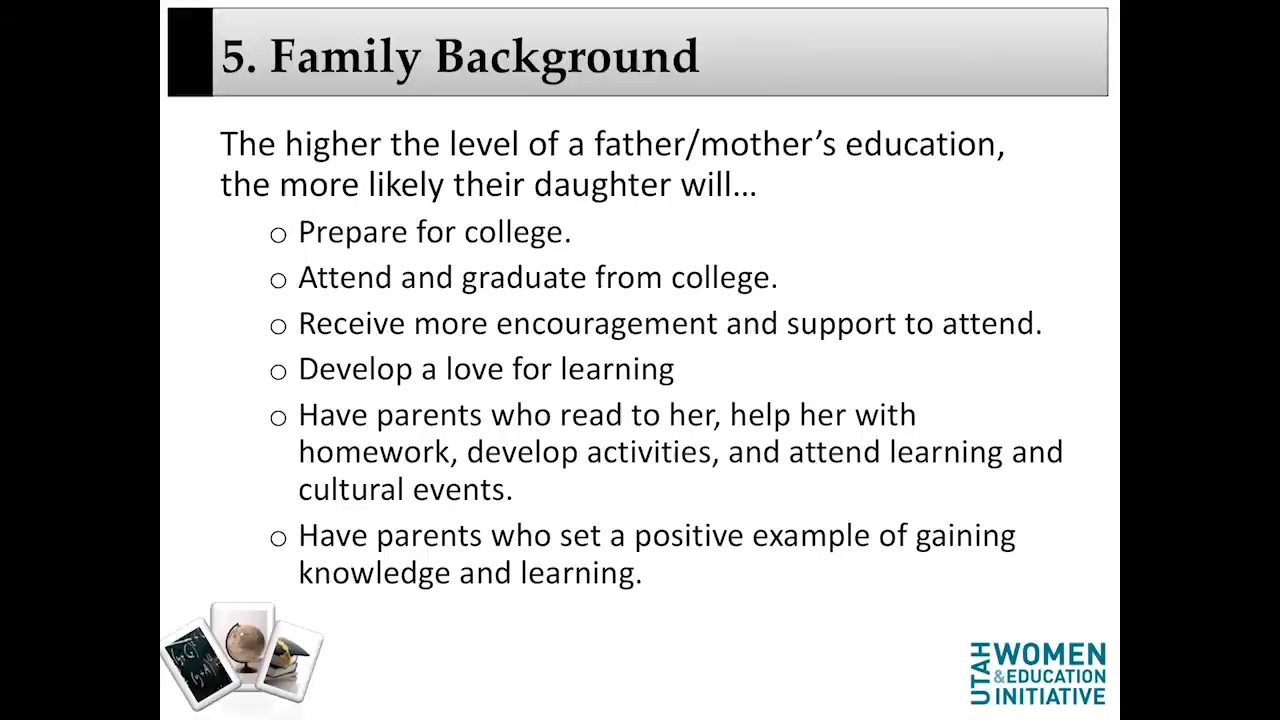 5. Family Background
The higher the level of a father/mother’s education,
the more likely their daughter will…
o Prepare for college.
o Attend and graduate from college.
o Receive more encouragement and support to attend.
o Develop a love for learning
o Have parents who read to her, help her with
homework, develop activities, and attend learning and
cultural events.
o Have parents who set a positive example of gaining
knowledge and learning.
UTAH
WOMEN
&EDUCATION
INITIATIVE